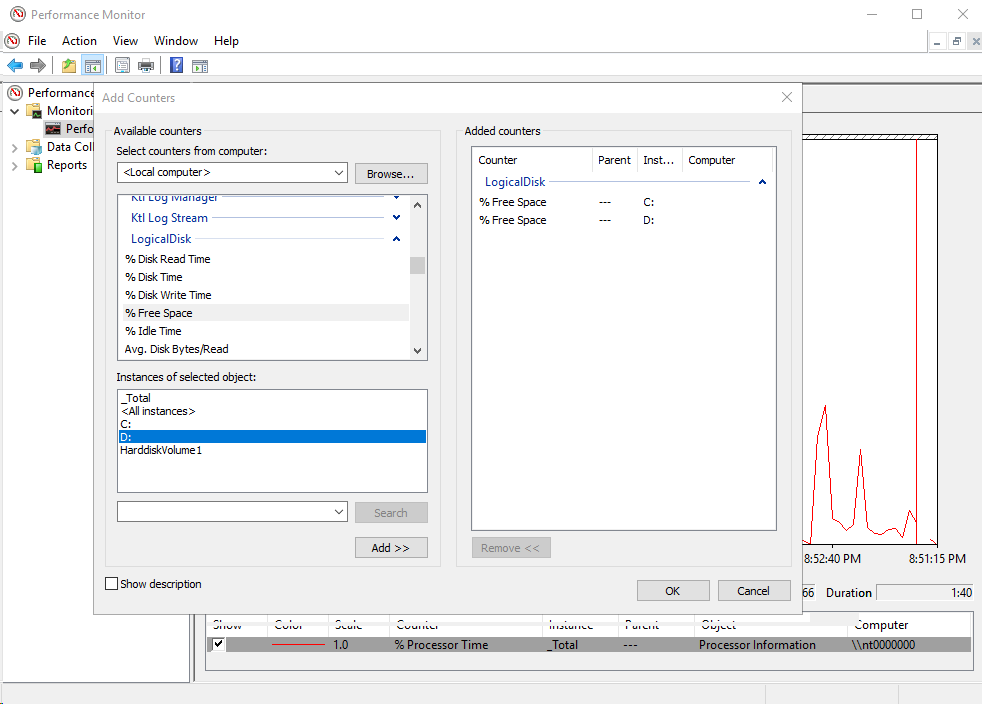 Performance Monitor
File Action View Window Help
Performance
Monitori
Perfo
Data Coll
Reports
Add Counters
Available counters
Select counters from computer:
<Local computer>
Browse...
Ktl Log Manager
Ktl Log Stream
LogicalDisk
% Disk Read Time
% Disk Time
% Disk Write Time
% Free Space
% Idle Time
Avg. Disk Bytes/Read
Instances of selected object:
_Total
<All instances>
C:
D:
HarddiskVolume1
Search
Add >>
Show description
Added counters
Counter Parent Inst... Computer
LogicalDisk
% Free Space --- C:
% Free Space --- D:
Remove <<
OK Cancel
8:52:40 PM 8:51:15 PM
66 Duration 1:40
Show Color Scale Counter Instance Parent Object Computer
1.0 % Processor Time _Total --- Processor Information \\nt0000000